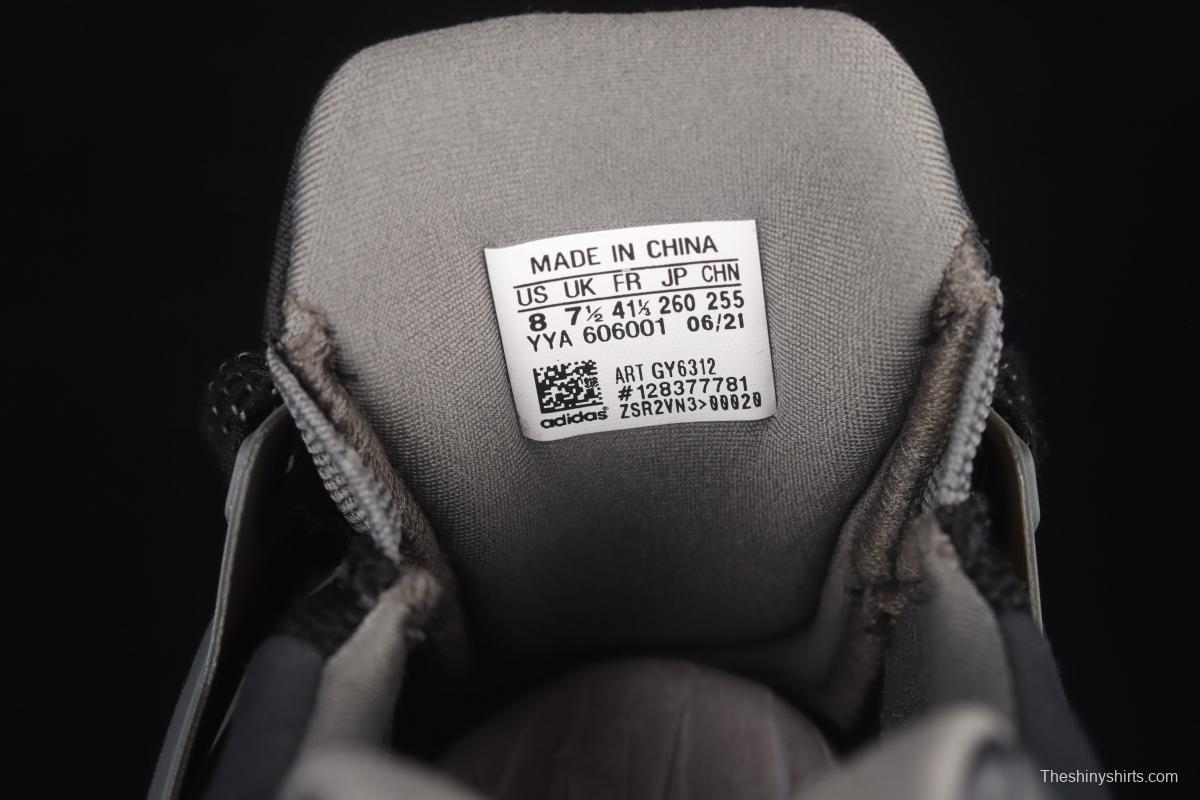 MADE IN CHINA
US UK FR JP CHN
8 7½ 41⅓ 260 255
YYA 606001 06/21
ART GY6312
#128377781
ZSR2VN3>00020
adidas
Theshinyshirts.com